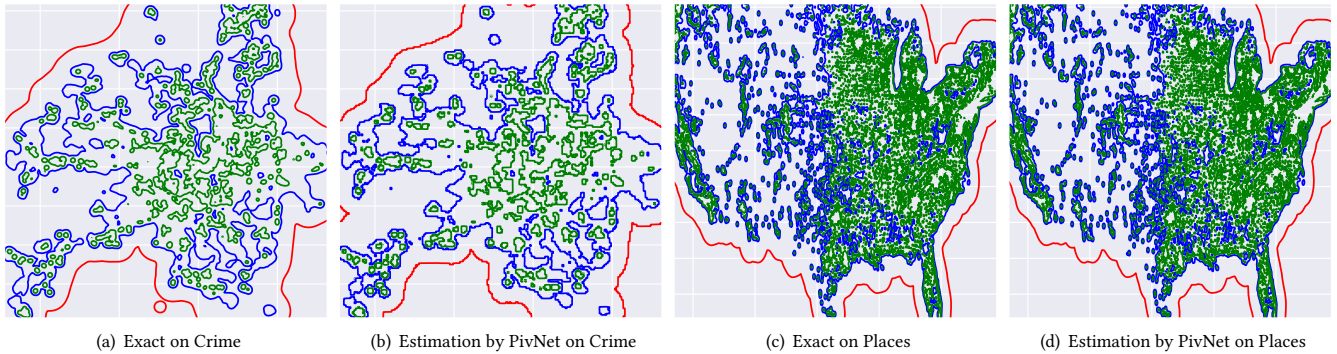 (a) Exact on Crime
(b) Estimation by PivNet on Crime
(c) Exact on Places
(d) Estimation by PivNet on Places